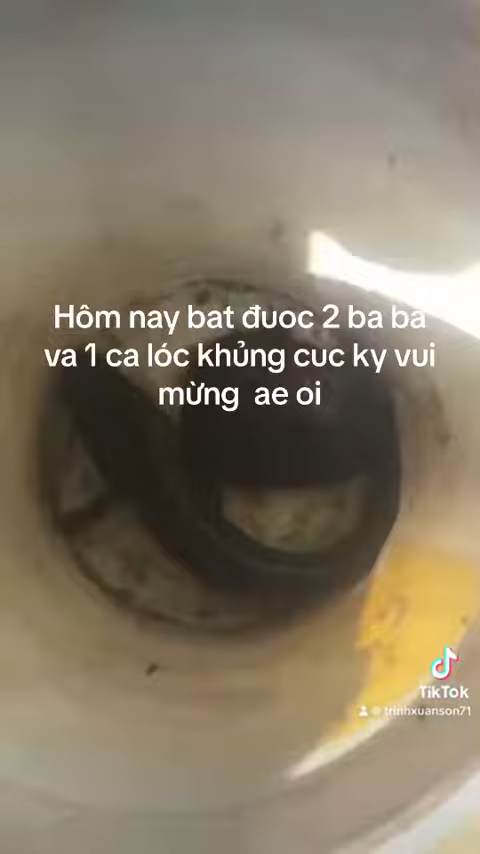 Hôm nay bat đuoc 2 ba ba
va 1 ca lóc khủng cuc ky vui
mừng ae oi
TikTok
@ trinhxuanson71